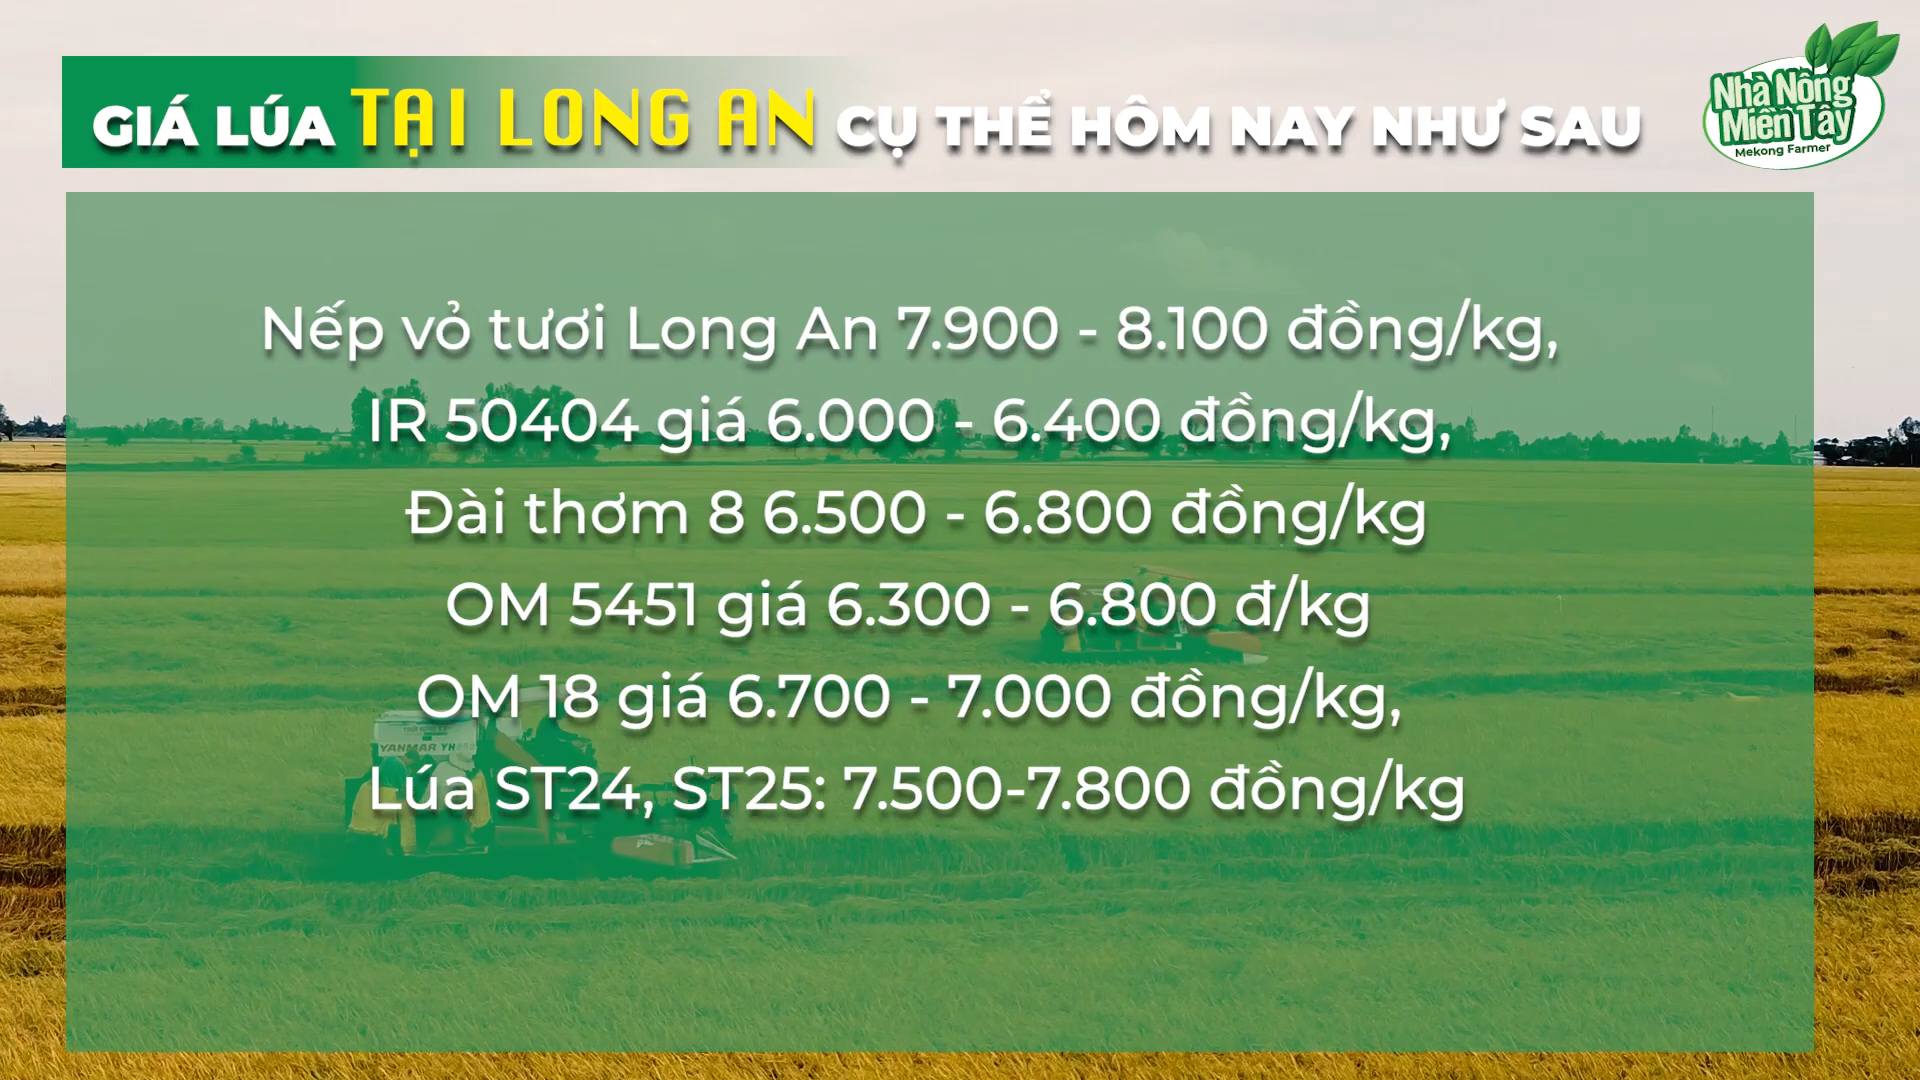 GIÁ LÚA TẠI LONG AN CỤ THỂ HÔM NAY NHƯ SAU
Nhà Nông
Miền Tây
Mekong Farmer
Nếp vỏ tươi Long An 7.900 - 8.100 đồng/kg,
IR 50404 giá 6.000 - 6.400 đồng/kg,
Đài thơm 8 6.500 - 6.800 đồng/kg
OM 5451 giá 6.300 - 6.800 đ/kg
OM 18 giá 6.700 - 7.000 đồng/kg,
YANMAR
Lúa ST24, ST25: 7.500-7.800 đồng/kg